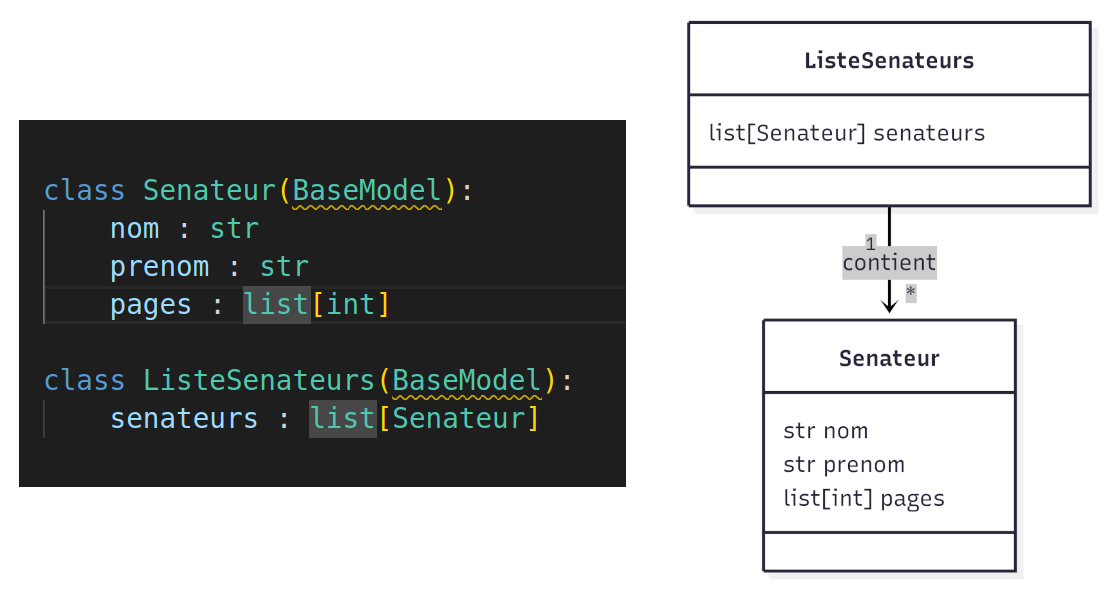 class Senateur(BaseModel):
    nom : str
    prenom : str
    pages : list[int]
class ListeSenateurs(BaseModel):
    senateurs : list[Senateur]
ListeSenateurs
list[Senateur] senateurs
1
contient
*
Senateur
str nom
str prenom
list[int] pages